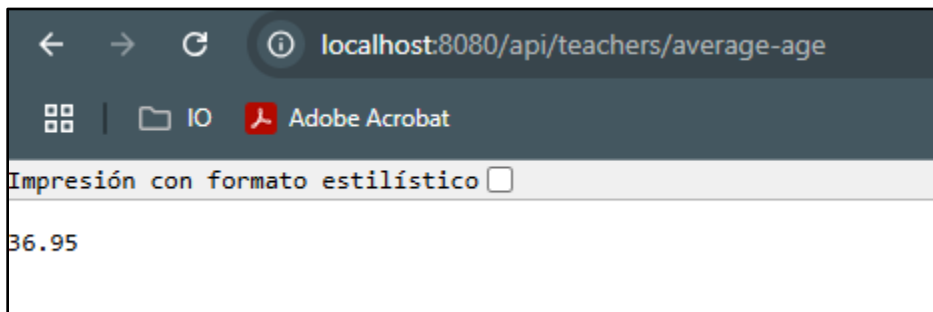 localhost:8080/api/teachers/average-age
IO Adobe Acrobat
Impresión con formato estilístico
36.95